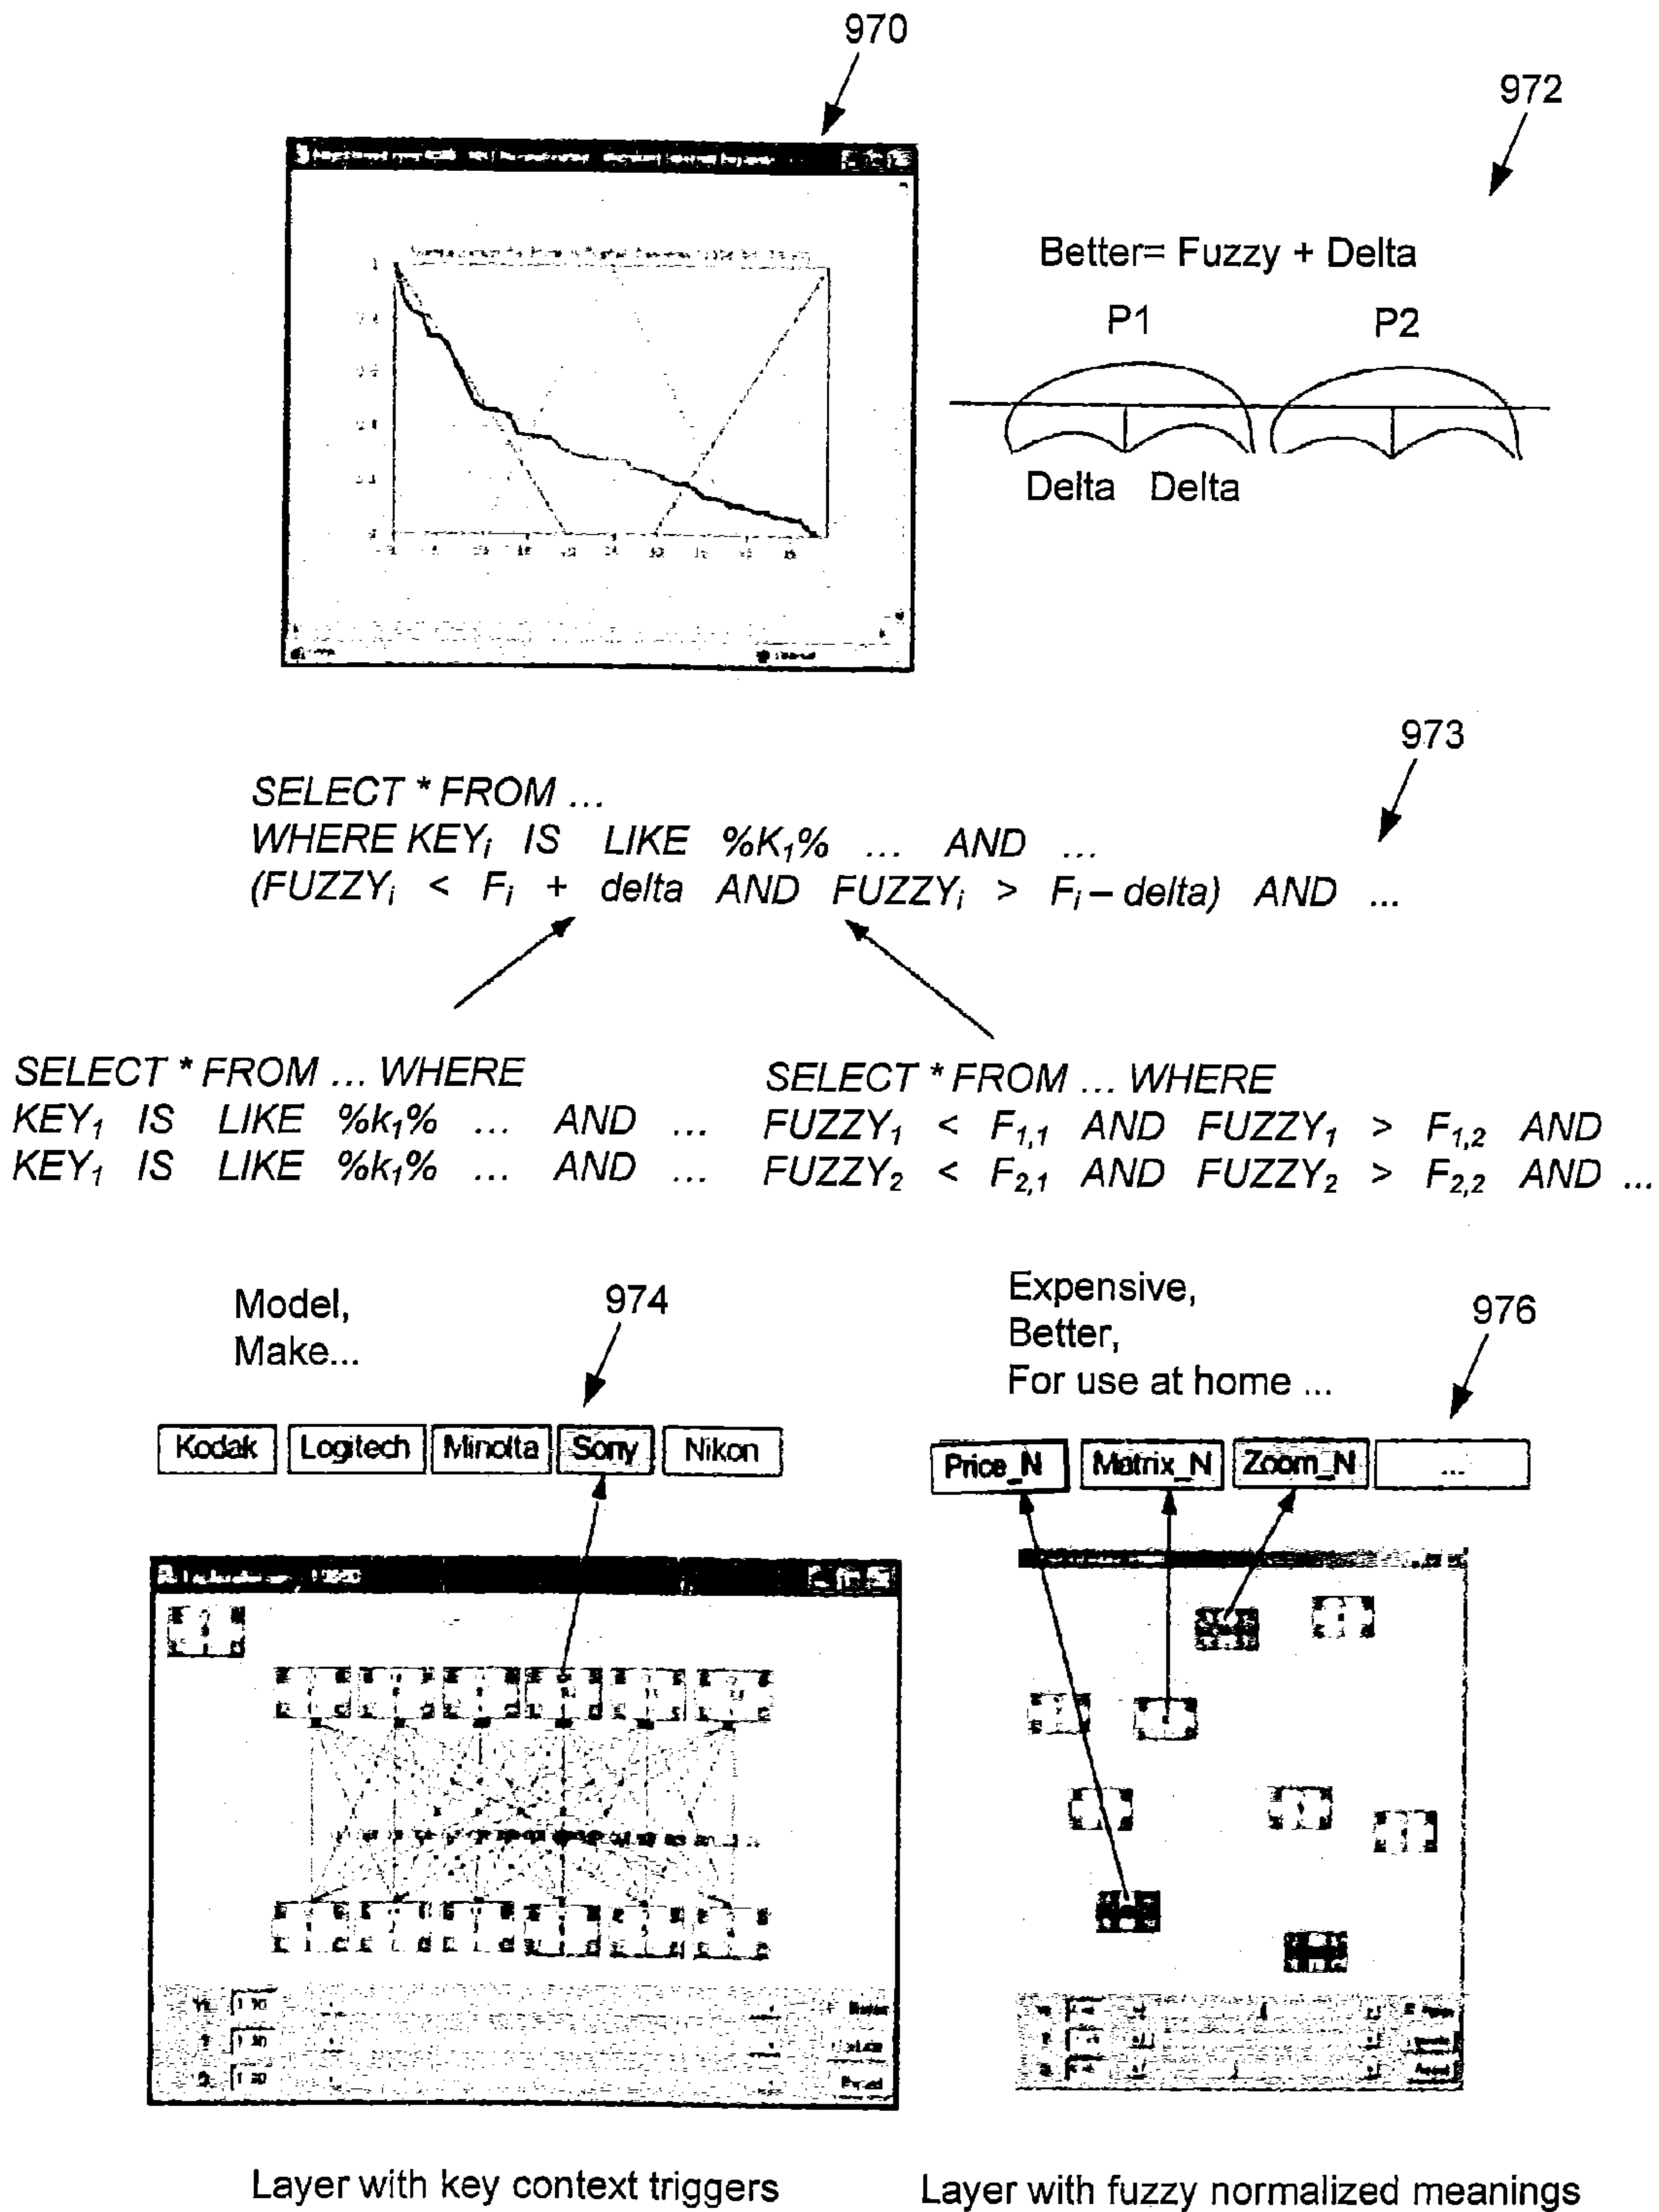 970
972
Better= Fuzzy + Delta
P1 P2
Delta Delta
973
SELECT * FROM ...
WHERE KEYi IS LIKE %K1% ... AND ...
(FUZZYi < Fi + delta AND FUZZYi > Fi – delta) AND ...
SELECT * FROM ... WHERE
KEY1 IS LIKE %k1% ... AND ...
KEY1 IS LIKE %k1% ... AND ...
SELECT * FROM ... WHERE
FUZZY1 < F1,1 AND FUZZY1 > F1,2 AND
FUZZY2 < F2,1 AND FUZZY2 > F2,2 AND ...
Model,
Make...
974
Expensive,
Better,
For use at home ...
976
Kodak Logitech Minolta Sony Nikon
Price_N Matrix_N Zoom_N ...
Layer with key context triggers
Layer with fuzzy normalized meanings